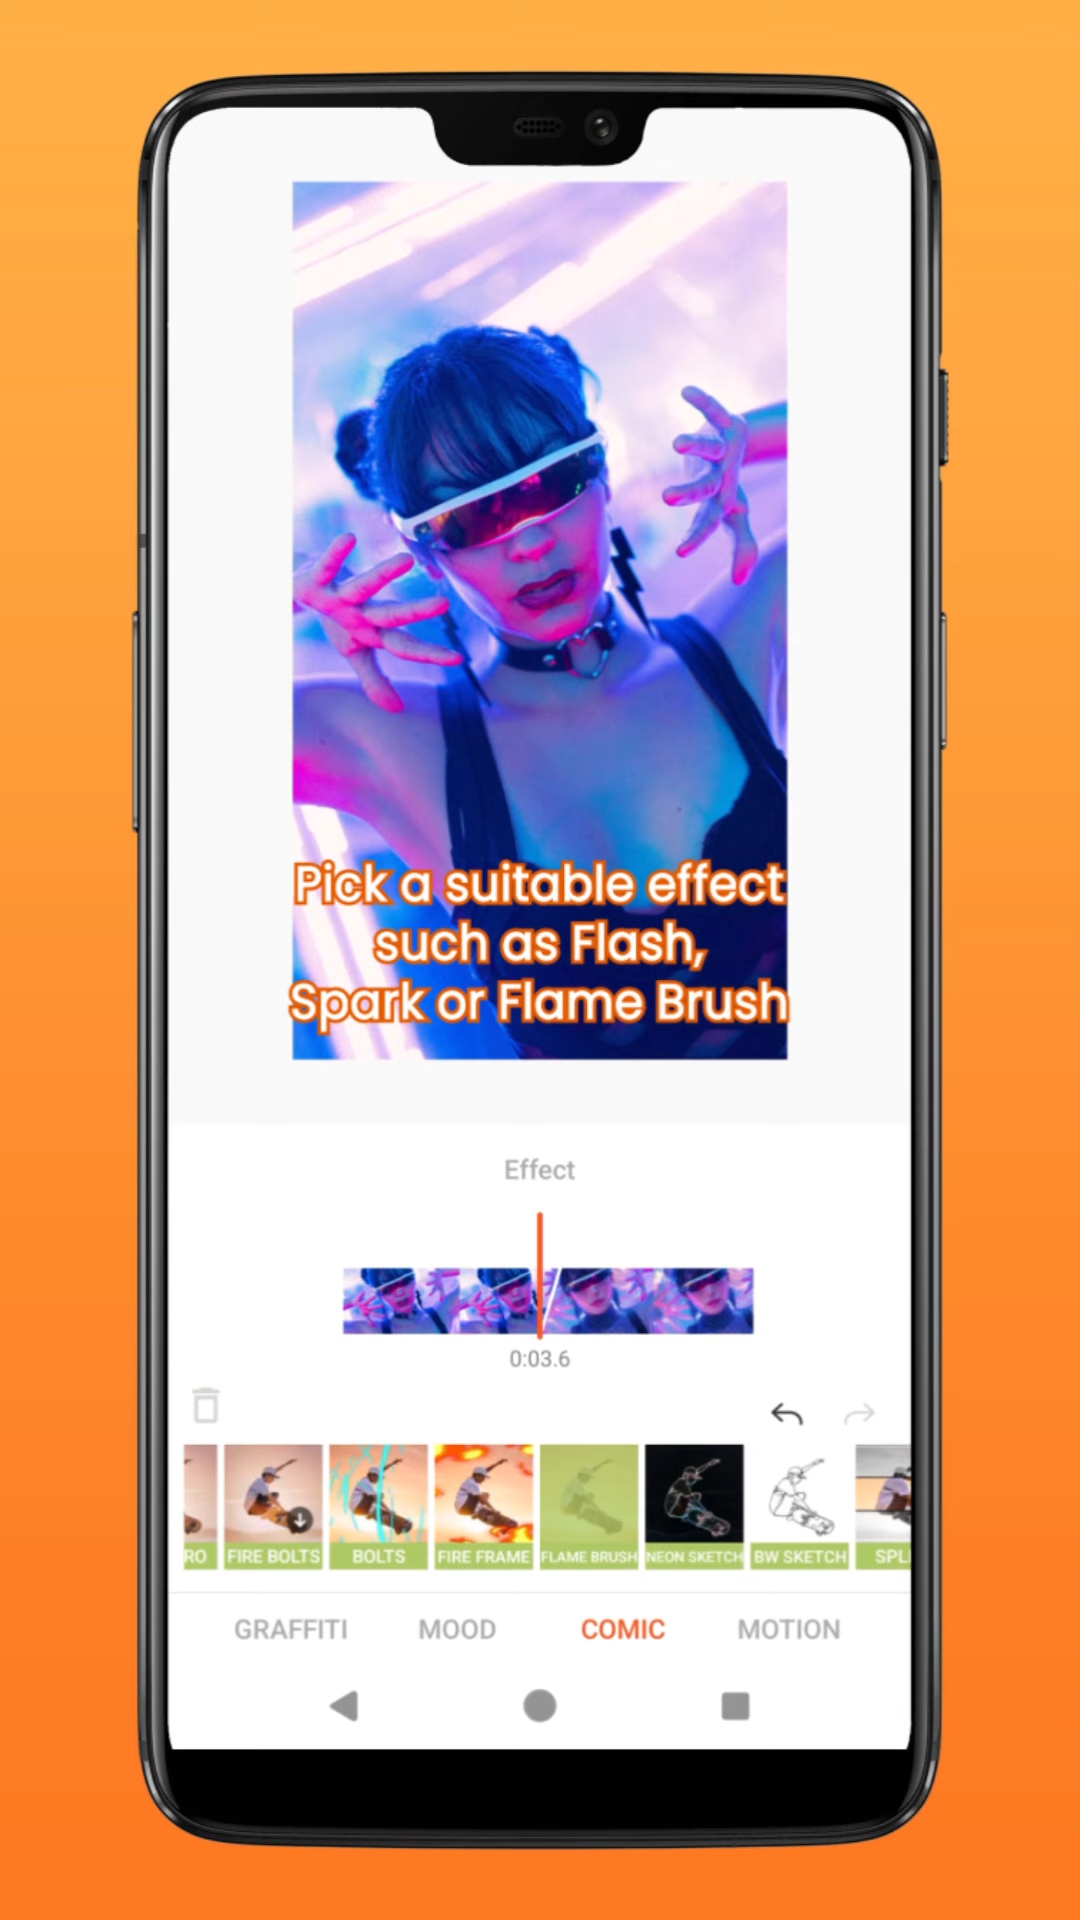 Pick a suitable effect
such as Flash,
Spark or Flame Brush
Effect
0:03.6
RO FIRE BOLTS BOLTS FIRE FRAME FLAME BRUSH NEON SKETCH BW SKETCH SPLI
GRAFFITI MOOD COMIC MOTION